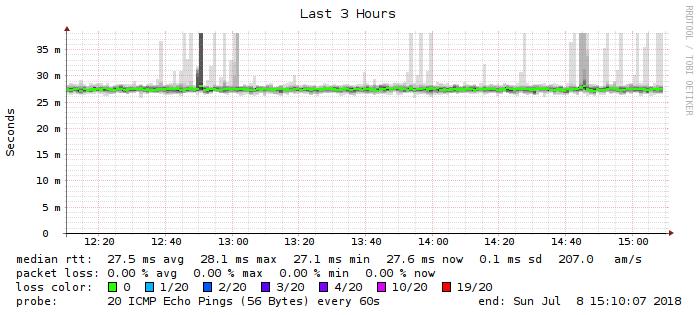 Last 3 Hours
RRDTOOL / TOBI OETIKER
Seconds
35 m
30 m
25 m
20 m
15 m
10 m
5 m
0
12:20 12:40 13:00 13:20 13:40 14:00 14:20 14:40 15:00
median rtt: 27.5 ms avg 28.1 ms max 27.1 ms min 27.6 ms now 0.1 ms sd 207.0 am/s
packet loss: 0.00 % avg 0.00 % max 0.00 % min 0.00 % now
loss color: 0 1/20 2/20 3/20 4/20 10/20 19/20
probe: 20 ICMP Echo Pings (56 Bytes) every 60s end: Sun Jul 8 15:10:07 2018